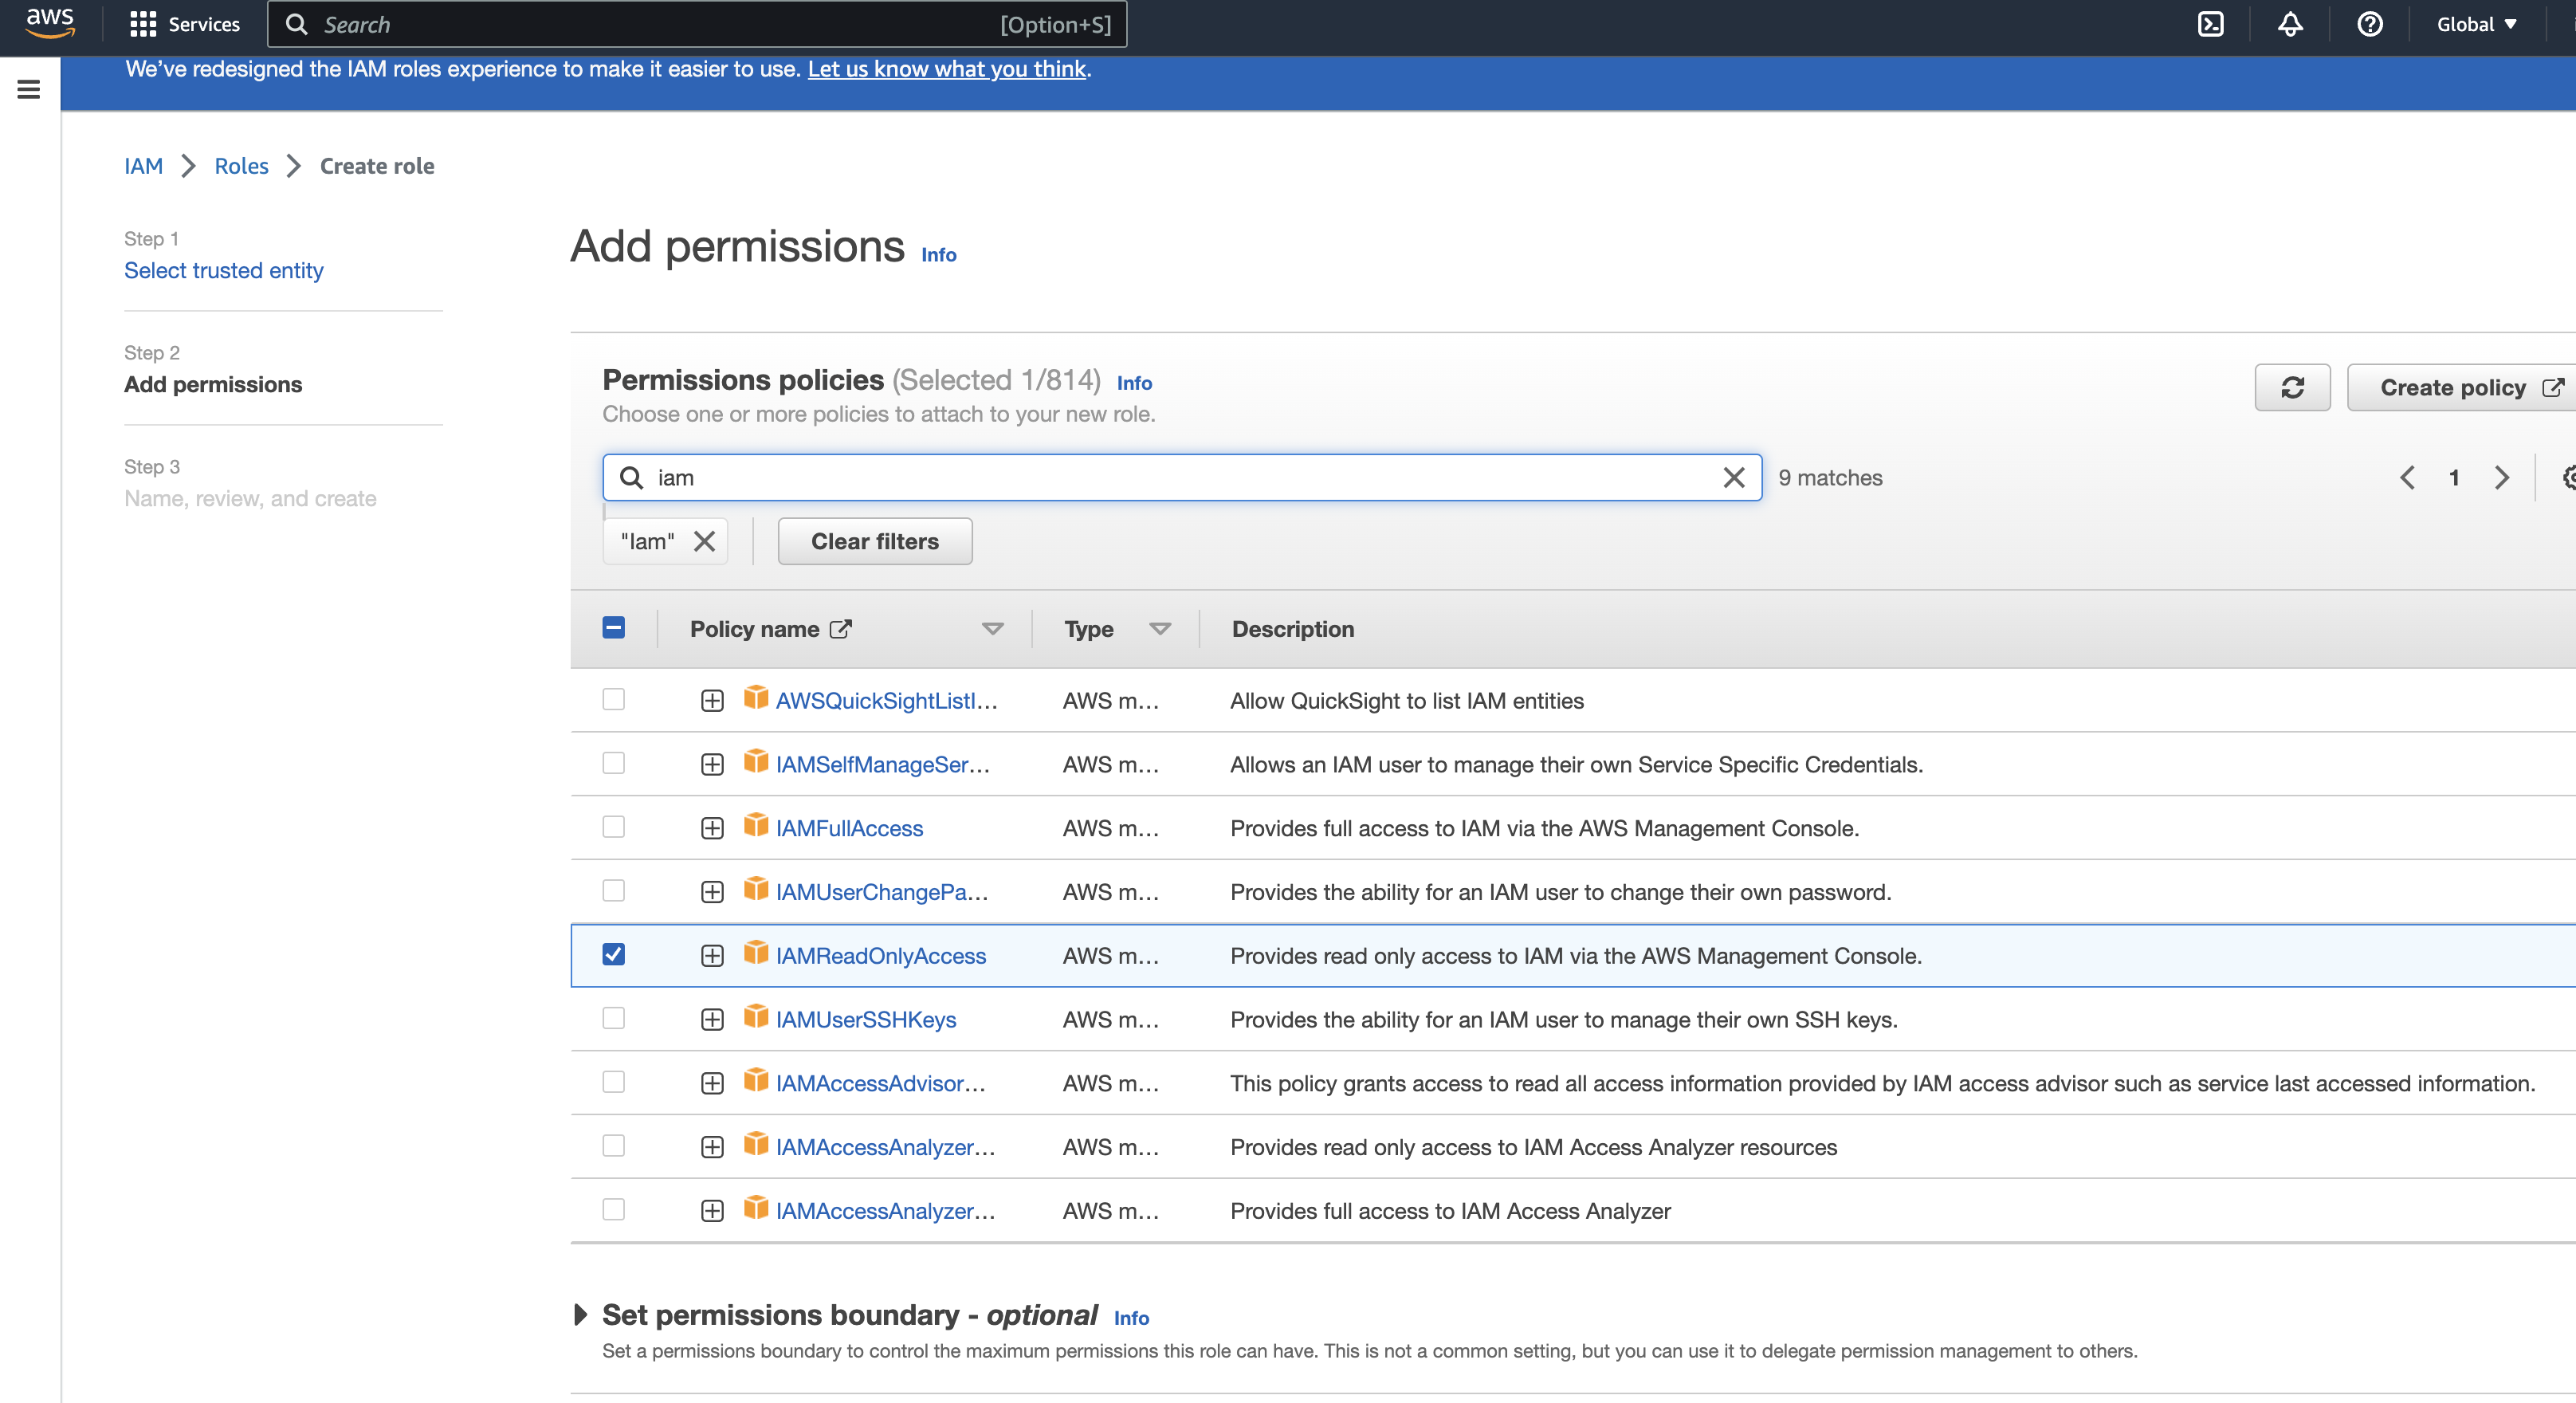 aws Services Search [Option+S] Global
We've redesigned the IAM roles experience to make it easier to use. Let us know what you think.
IAM Roles Create role
Step 1
Select trusted entity
Step 2
Add permissions
Step 3
Name, review, and create
Add permissions Info
Permissions policies (Selected 1/814) Info
Create policy
Choose one or more policies to attach to your new role.
iam
9 matches
1
"Iam"
Clear filters
Policy name Type Description
AWSQuickSightListI... AWS m... Allow QuickSight to list IAM entities
IAMSelfManageSer... AWS m... Allows an IAM user to manage their own Service Specific Credentials.
IAMFullAccess AWS m... Provides full access to IAM via the AWS Management Console.
IAMUserChangePa... AWS m... Provides the ability for an IAM user to change their own password.
IAMReadOnlyAccess AWS m... Provides read only access to IAM via the AWS Management Console.
IAMUserSSHKeys AWS m... Provides the ability for an IAM user to manage their own SSH keys.
IAMAccessAdvisor... AWS m... This policy grants access to read all access information provided by IAM access advisor such as service last accessed information.
IAMAccessAnalyzer... AWS m... Provides read only access to IAM Access Analyzer resources
IAMAccessAnalyzer... AWS m... Provides full access to IAM Access Analyzer
Set permissions boundary - optional Info
Set a permissions boundary to control the maximum permissions this role can have. This is not a common setting, but you can use it to delegate permission management to others.